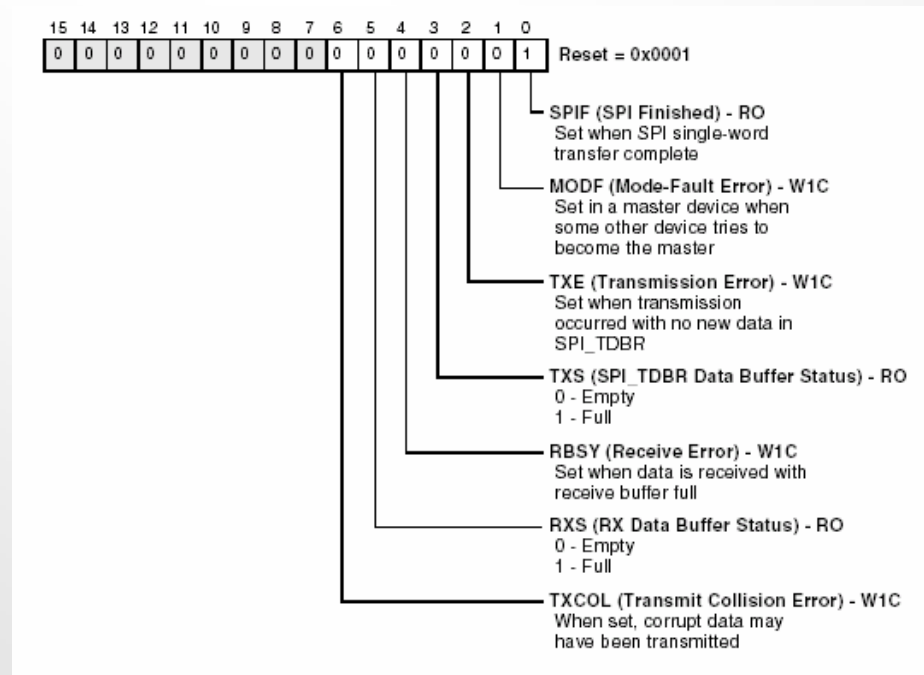 15 14 13 12 11 10 9 8 7 6 5 4 3 2 1 0
0 0 0 0 0 0 0 0 0 0 0 0 0 0 0 1 Reset = 0x0001
SPIF (SPI Finished) - RO
Set when SPI single-word
transfer complete
MODF (Mode-Fault Error) - W1C
Set in a master device when
some other device tries to
become the master
TXE (Transmission Error) - W1C
Set when transmission
occurred with no new data in
SPI_TDBR
TXS (SPI_TDBR Data Buffer Status) - RO
0 - Empty
1 - Full
RBSY (Receive Error) - W1C
Set when data is received with
receive buffer full
RXS (RX Data Buffer Status) - RO
0 - Empty
1 - Full
TXCOL (Transmit Collision Error) - W1C
When set, corrupt data may
have been transmitted